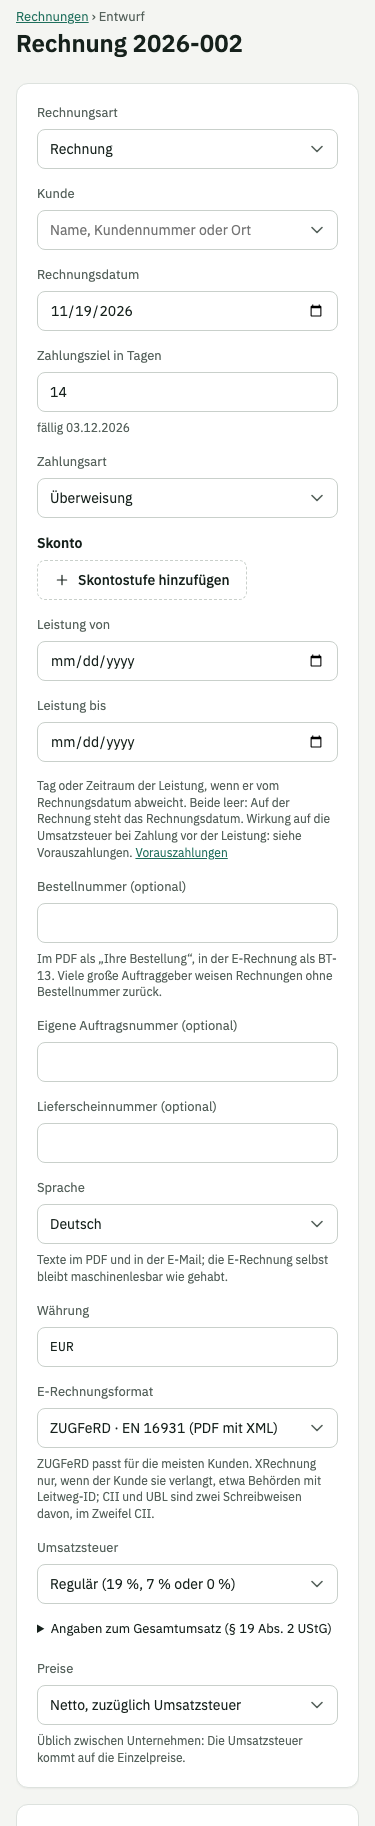 Rechnungen › Entwurf
Rechnung 2026-002
Rechnungsart
Rechnung
Kunde
Name, Kundennummer oder Ort
Rechnungsdatum
11/19/2026
Zahlungsziel in Tagen
14
fällig 03.12.2026
Zahlungsart
Überweisung
Skonto
+ Skontostufe hinzufügen
Leistung von
mm/dd/yyyy
Leistung bis
mm/dd/yyyy
Tag oder Zeitraum der Leistung, wenn er vom
Rechnungsdatum abweicht. Beide leer: Auf der
Rechnung steht das Rechnungsdatum. Wirkung auf die
Umsatzsteuer bei Zahlung vor der Leistung: siehe
Vorauszahlungen. Vorauszahlungen
Bestellnummer (optional)
Im PDF als „Ihre Bestellung“, in der E-Rechnung als BT-
13. Viele große Auftraggeber weisen Rechnungen ohne
Bestellnummer zurück.
Eigene Auftragsnummer (optional)
Lieferscheinnummer (optional)
Sprache
Deutsch
Texte im PDF und in der E-Mail; die E-Rechnung selbst
bleibt maschinenlesbar wie gehabt.
Währung
EUR
E-Rechnungsformat
ZUGFeRD · EN 16931 (PDF mit XML)
ZUGFeRD passt für die meisten Kunden. XRechnung
nur, wenn der Kunde sie verlangt, etwa Behörden mit
Leitweg-ID; CII und UBL sind zwei Schreibweisen
davon, im Zweifel CII.
Umsatzsteuer
Regulär (19 %, 7 % oder 0 %)
Angaben zum Gesamtumsatz (§ 19 Abs. 2 UStG)
Preise
Netto, zuzüglich Umsatzsteuer
Üblich zwischen Unternehmen: Die Umsatzsteuer
kommt auf die Einzelpreise.